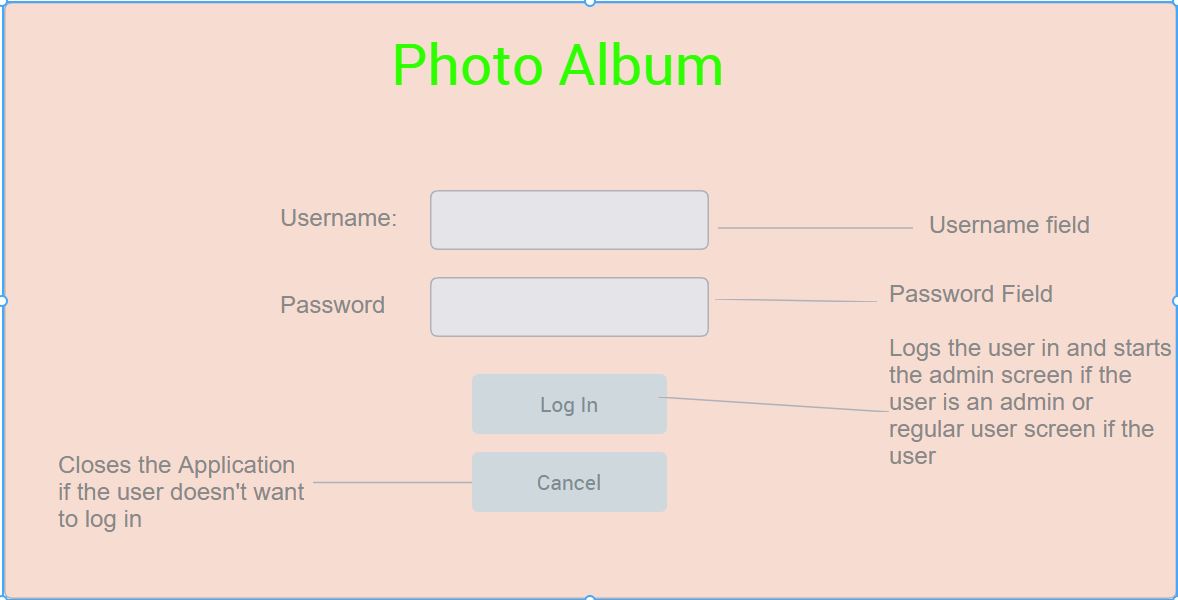 Photo Album
Username:
Username field
Password
Password Field
Logs the user in and starts
the admin screen if the
user is an admin or
regular user screen if the
user
Log In
Closes the Application
if the user doesn't want
to log in
Cancel